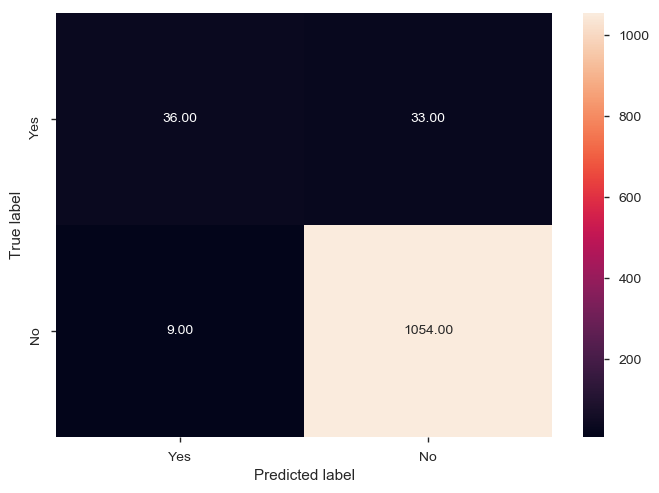 1000
36.00 33.00
Yes
800
True label
600
400
9.00 1054.00
No
200
Yes No
Predicted label